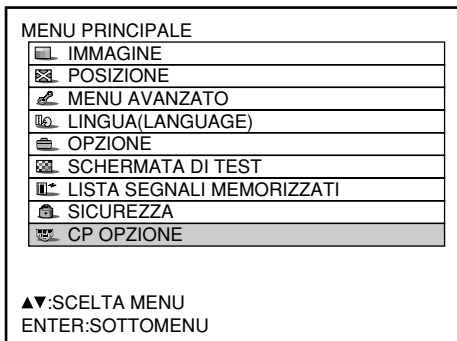 MENU PRINCIPALE
IMMAGINE
POSIZIONE
MENU AVANZATO
LINGUA(LANGUAGE)
OPZIONE
SCHERMATA DI TEST
LISTA SEGNALI MEMORIZZATI
SICUREZZA
CP OPZIONE
▲▼:SCELTA MENU
ENTER:SOTTOMENU